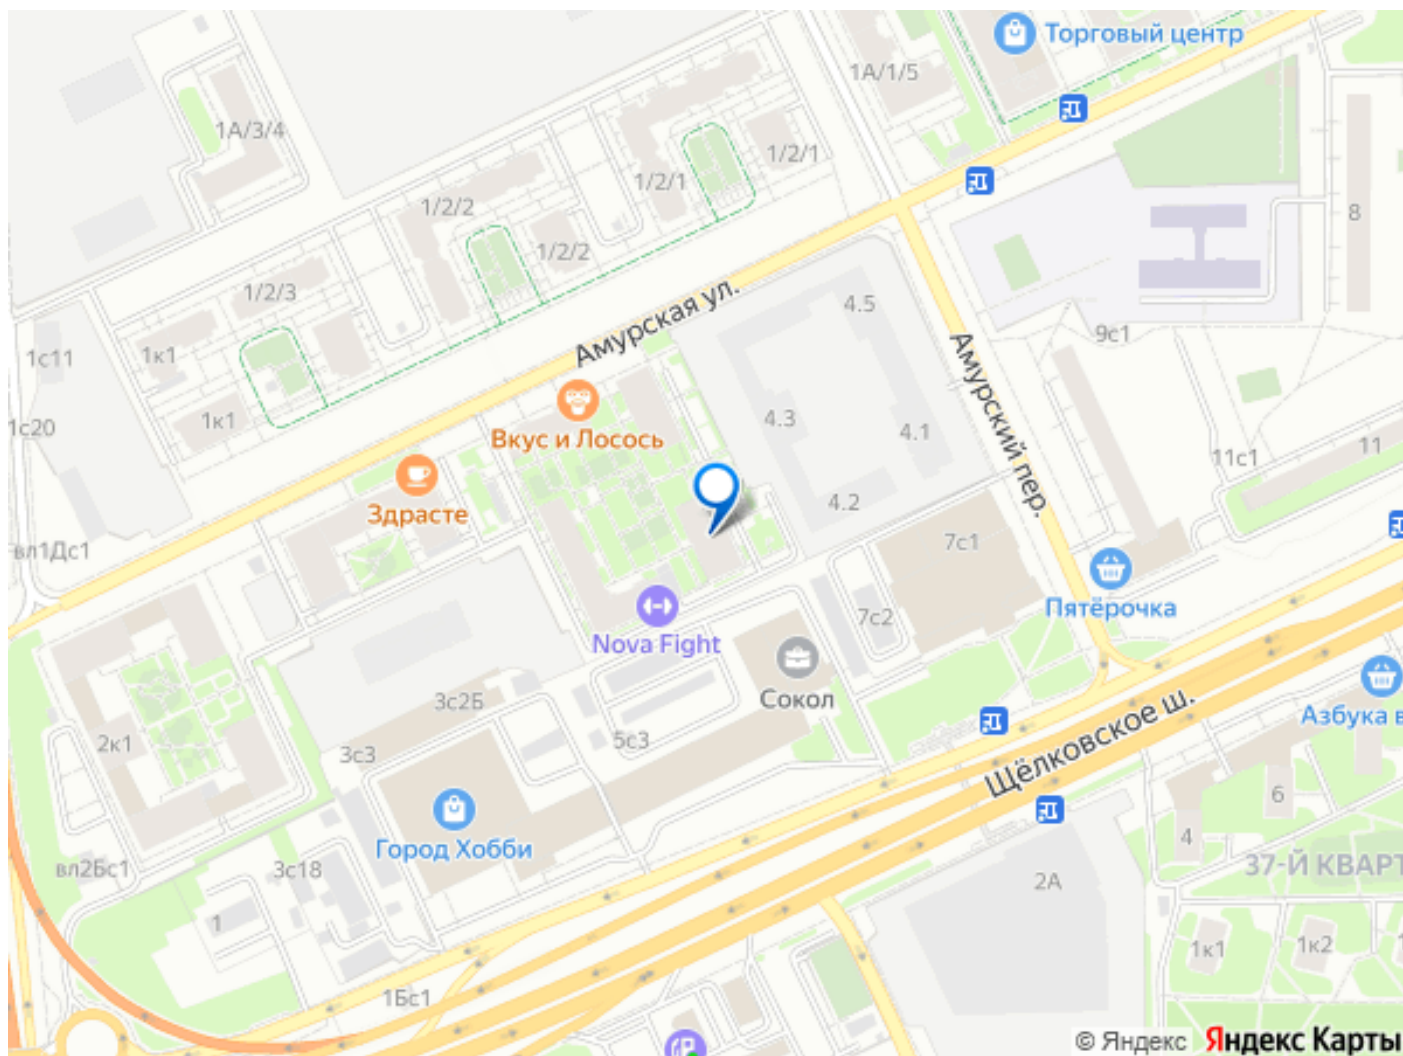 Торговый центр
1А/1/5
1А/3/4
1/2/1
1/2/1
1/2/2
8
1/2/2
1/2/3
Амурская ул.
4.5
9с1
1с11
1к1
Амурский пер.
1к1
1с20
Вкус и Лосось
4.3
4.1
11
11с1
Здрасте
4.2
вл1Дс1
7с1
Пятёрочка
7с2
Nova Fight
Сокол
3с2Б
Щёлковское ш.
Азбука в
2к1
3с3
5с3
6
Город Хобби
4
вл2Бс1
3с18
37-Й КВАРТ
2А
1
1к1
1к2
1Бс1
© Яндекс Яндекс Карты